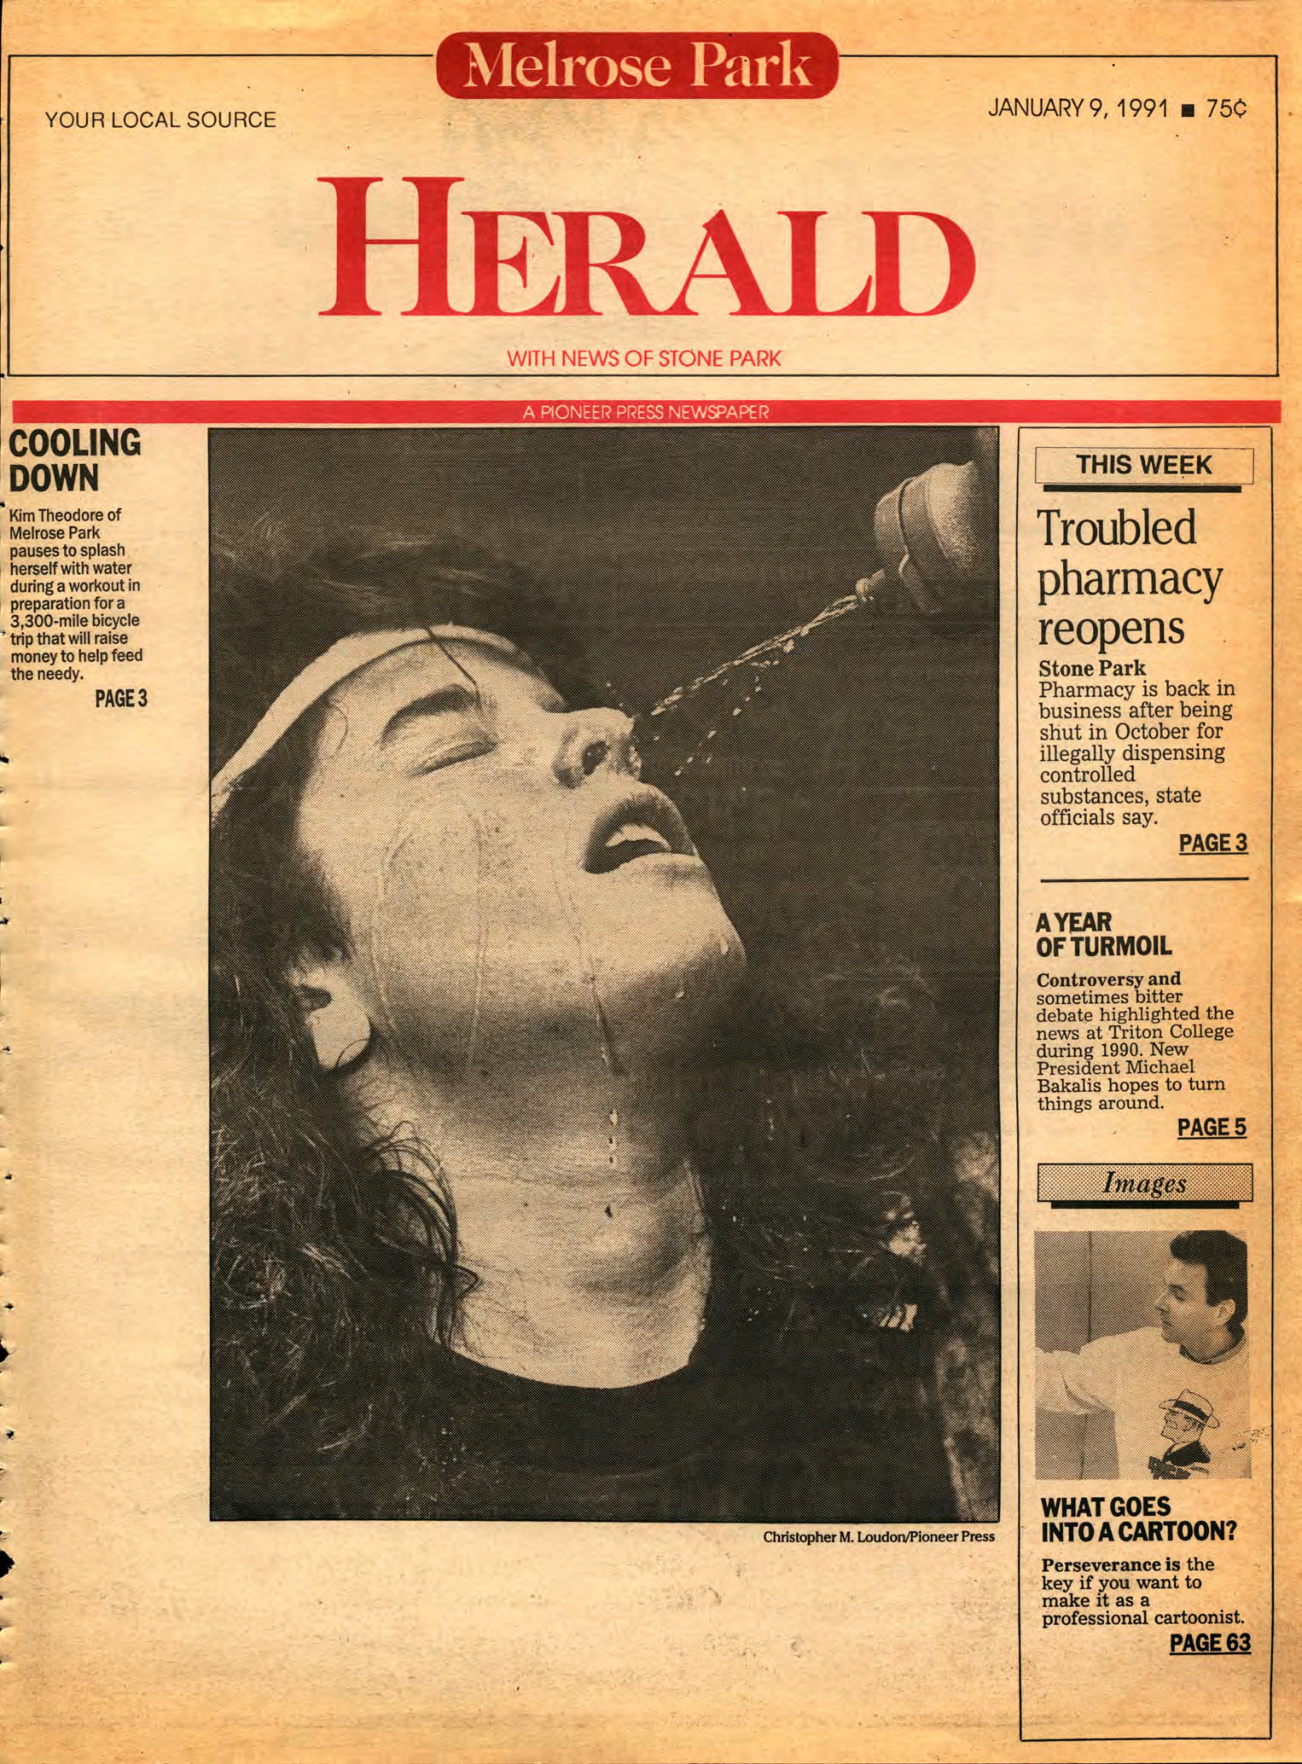 Melrose Park
YOUR LOCAL SOURCE
JANUARY 9, 1991 ■ 75¢
HERALD
WITH NEWS OF STONE PARK
A PIONEER PRESS NEWSPAPER
COOLING
DOWN
Kim Theodore of
Melrose Park
pauses to splash
herself with water
during a workout in
preparation for a
3,300-mile bicycle
trip that will raise
money to help feed
the needy.
PAGE 3
Christopher M. Loudon/Pioneer Press
THIS WEEK
Troubled
pharmacy
reopens
Stone Park
Pharmacy is back in
business after being
shut in October for
illegally dispensing
controlled
substances, state
officials say.
PAGE 3
A YEAR
OF TURMOIL
Controversy and
sometimes bitter
debate highlighted the
news at Triton College
during 1990. New
President Michael
Bakalis hopes to turn
things around.
PAGE 5
Images
WHAT GOES
INTO A CARTOON?
Perseverance is the
key if you want to
make it as a
professional cartoonist.
PAGE 63